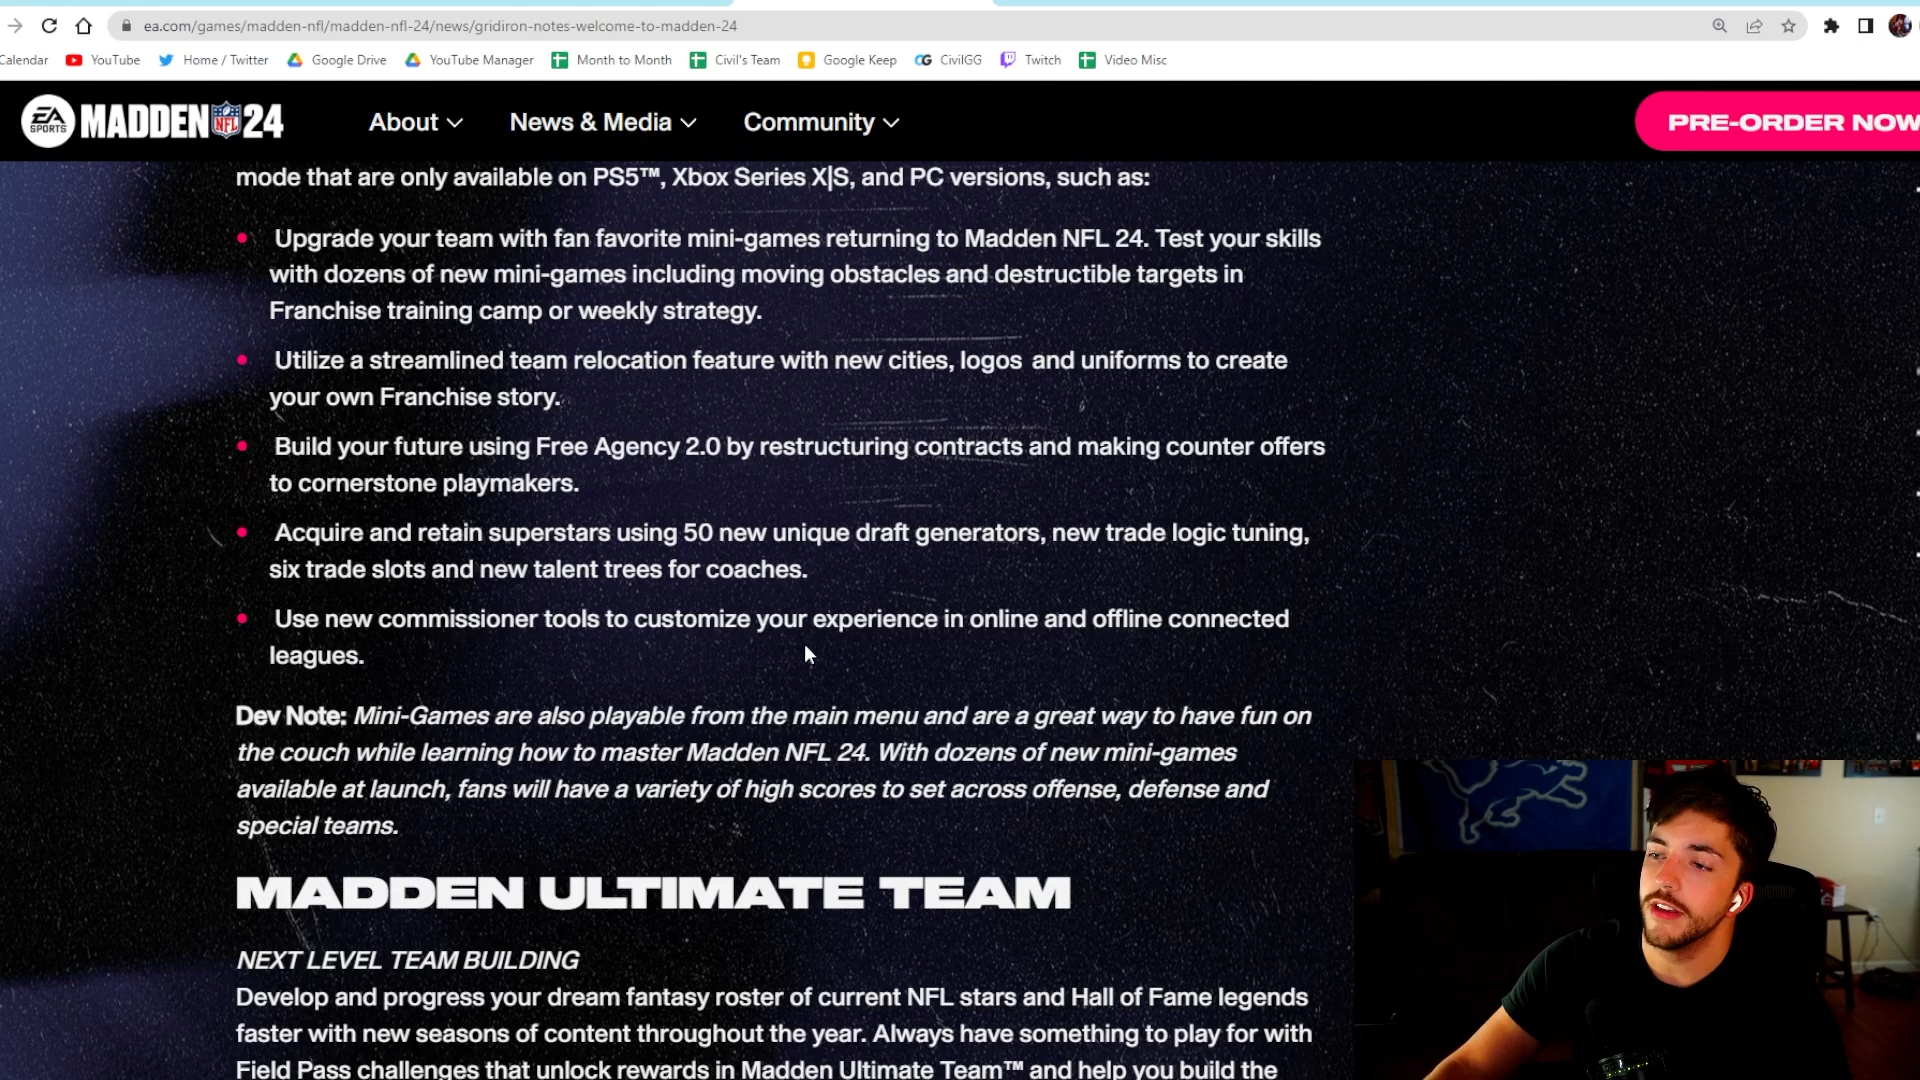 ea.com/games/madden-nfl/madden-nfl-24/news/gridiron-notes-welcome-to-madden-24
Calendar YouTube Home / Twitter Google Drive YouTube Manager Month to Month Civil's Team Google Keep CivilGG Twitch Video Misc
EA SPORTS MADDEN NFL 24 About News & Media Community PRE-ORDER NOW
mode that are only available on PS5™, Xbox Series X|S, and PC versions, such as:
• Upgrade your team with fan favorite mini-games returning to Madden NFL 24. Test your skills
with dozens of new mini-games including moving obstacles and destructible targets in
Franchise training camp or weekly strategy.
• Utilize a streamlined team relocation feature with new cities, logos and uniforms to create
your own Franchise story.
• Build your future using Free Agency 2.0 by restructuring contracts and making counter offers
to cornerstone playmakers.
• Acquire and retain superstars using 50 new unique draft generators, new trade logic tuning,
six trade slots and new talent trees for coaches.
• Use new commissioner tools to customize your experience in online and offline connected
leagues.
Dev Note: Mini-Games are also playable from the main menu and are a great way to have fun on
the couch while learning how to master Madden NFL 24. With dozens of new mini-games
available at launch, fans will have a variety of high scores to set across offense, defense and
special teams.
MADDEN ULTIMATE TEAM
NEXT LEVEL TEAM BUILDING
Develop and progress your dream fantasy roster of current NFL stars and Hall of Fame legends
faster with new seasons of content throughout the year. Always have something to play for with
Field Pass challenges that unlock rewards in Madden Ultimate Team™ and help you build the